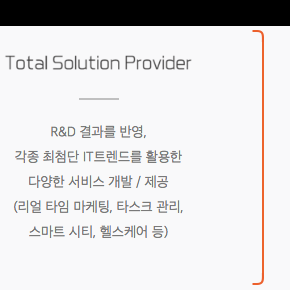 Total Solution Provider
R&D 결과를 반영,
각종 최첨단 IT트렌드를 활용한
다양한 서비스 개발 / 제공
(리얼 타임 마케팅, 타스크 관리,
스마트 시티, 헬스케어 등)